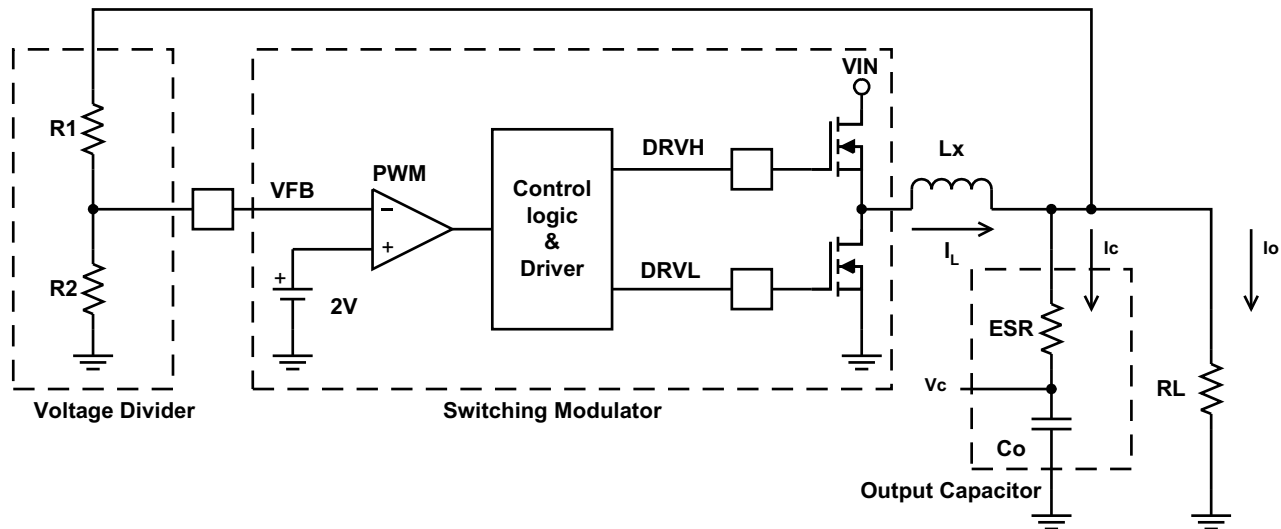 VIN
R1
DRVH
Lx
PWM
VFB
−
Control
logic
&
Driver
+
Ic
Io
IL
R2
DRVL
+
2V
ESR
Vc
RL
Voltage Divider
Switching Modulator
Co
Output Capacitor